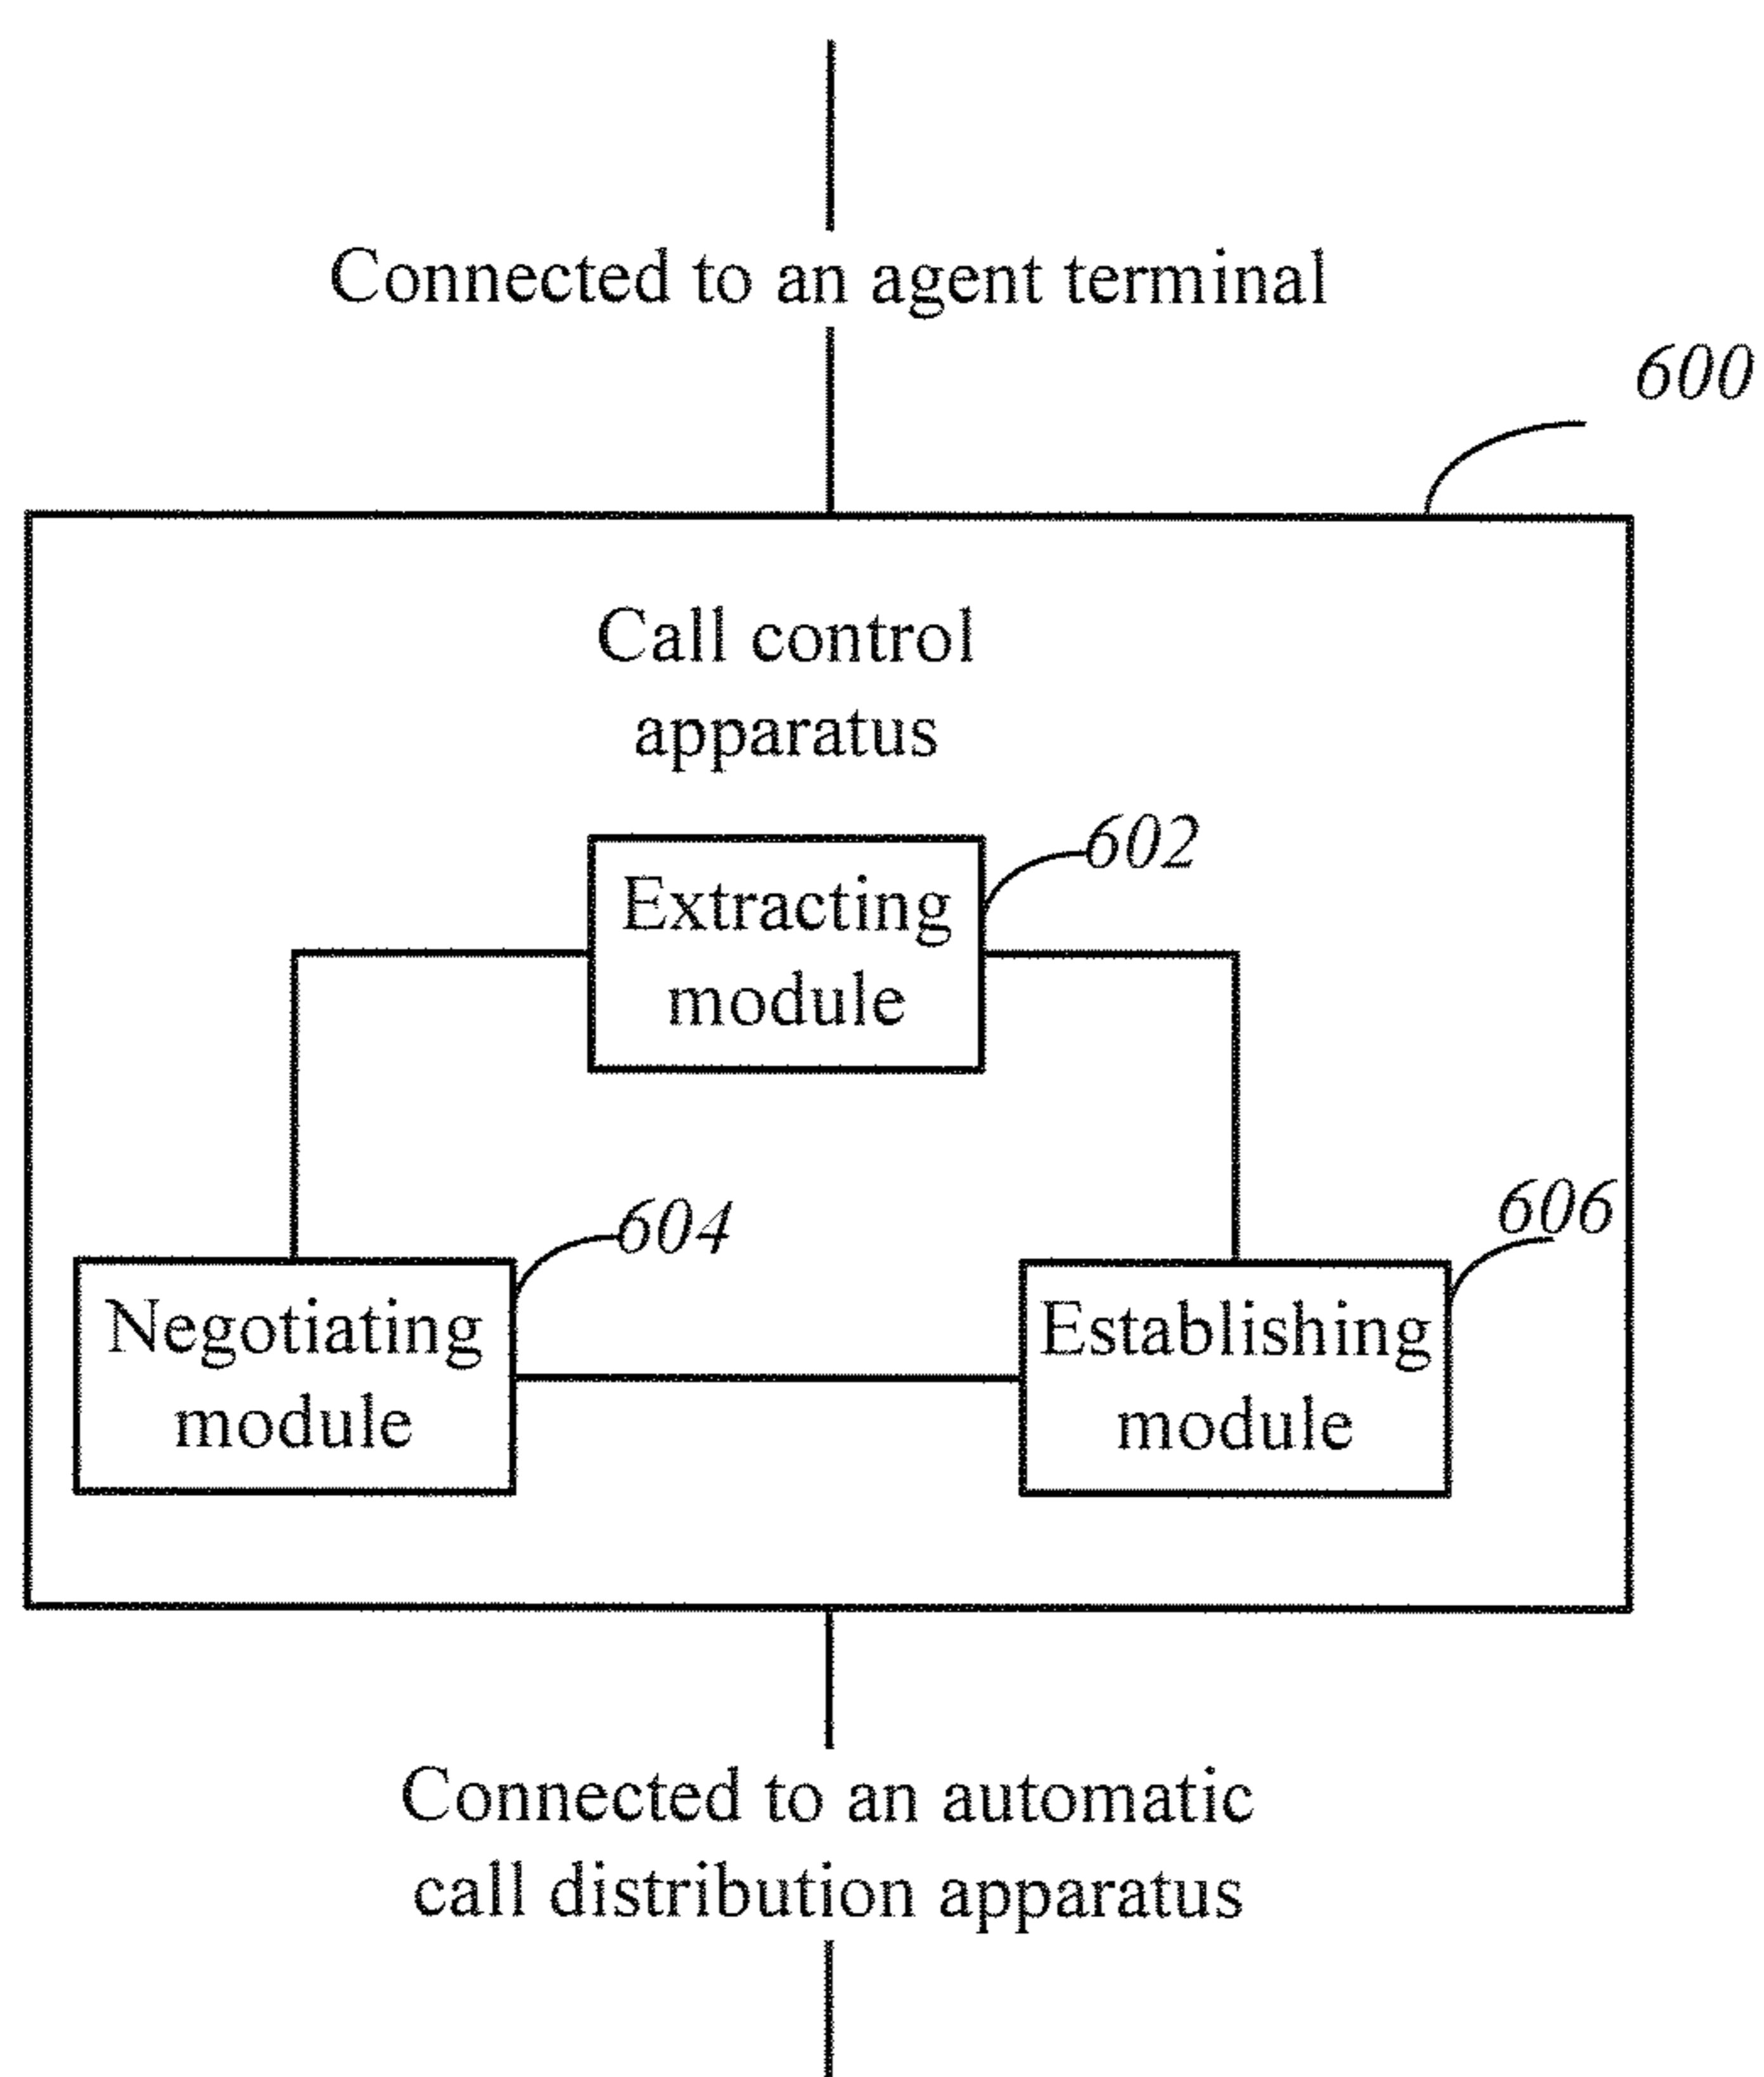 Connected to an agent terminal
600
Call control
apparatus
602
Extracting
module
604
606
Negotiating
module
Establishing
module
Connected to an automatic
call distribution apparatus